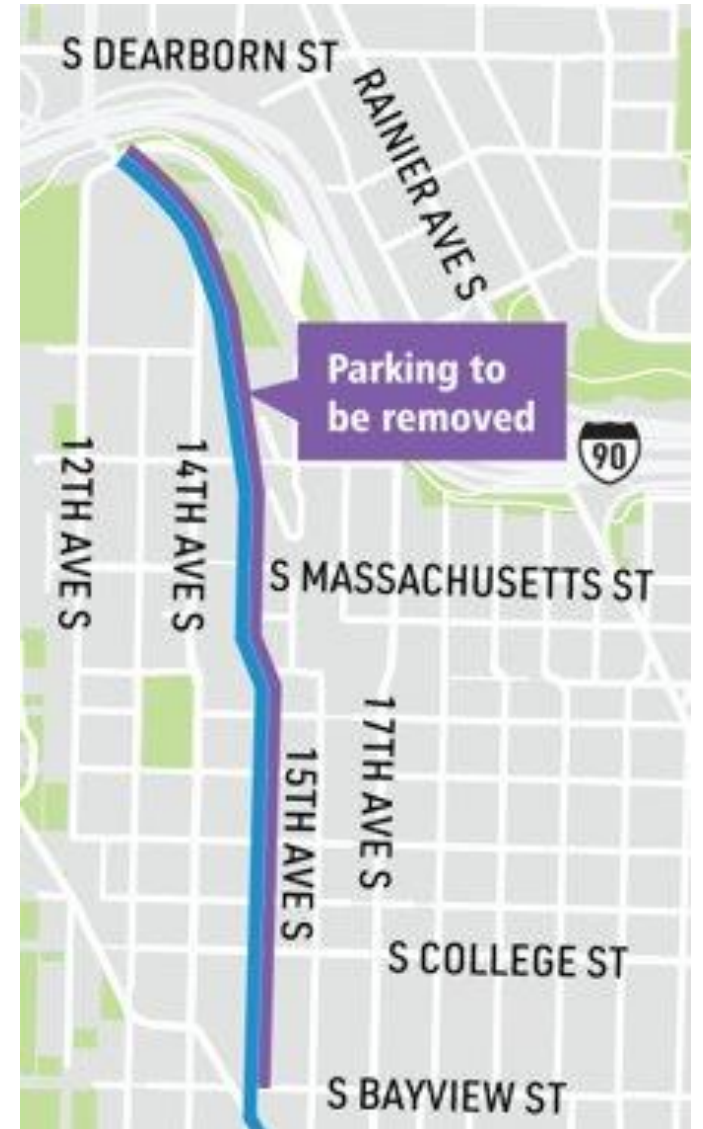 S DEARBORN ST
RAINIER AVE S
Parking to
be removed
90
12TH AVE S
14TH AVE S
S MASSACHUSETTS ST
17TH AVE S
15TH AVE S
S COLLEGE ST
S BAYVIEW ST